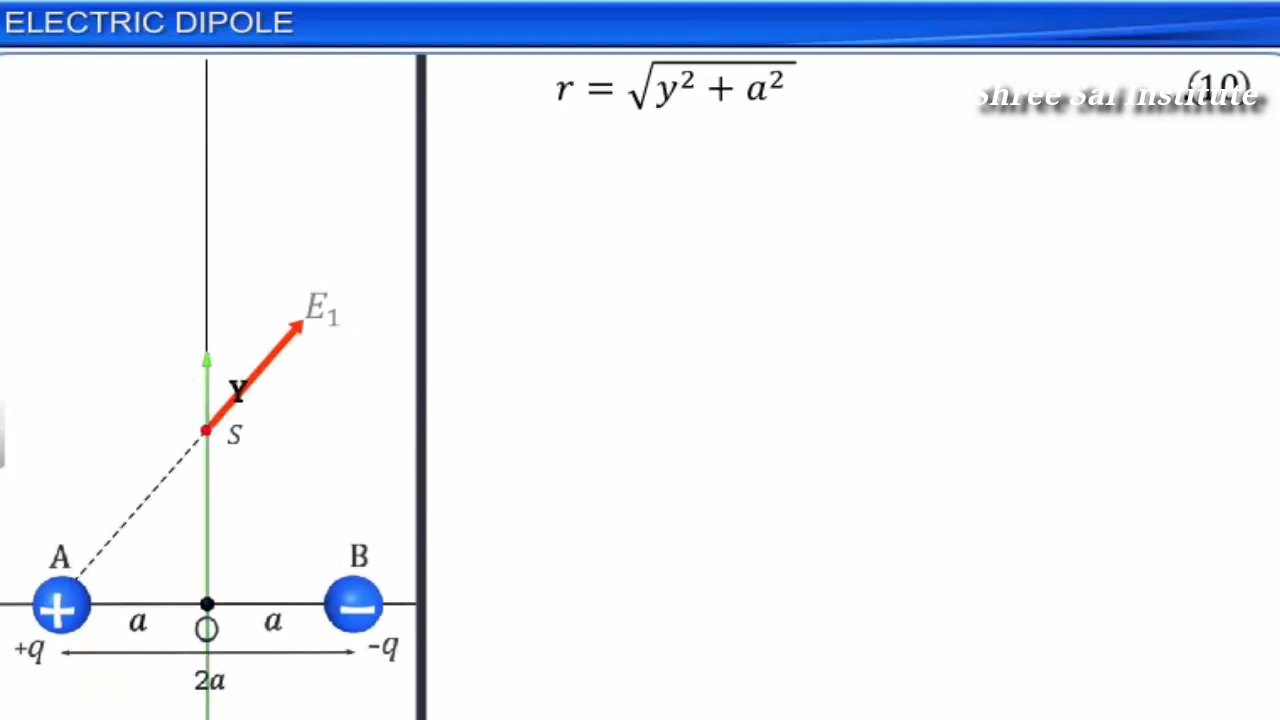 ELECTRIC DIPOLE
r = √y² + a²
(10)
Shree Sai Institute
E₁
Y
S
A
B
a
a
O
+q
-q
2a